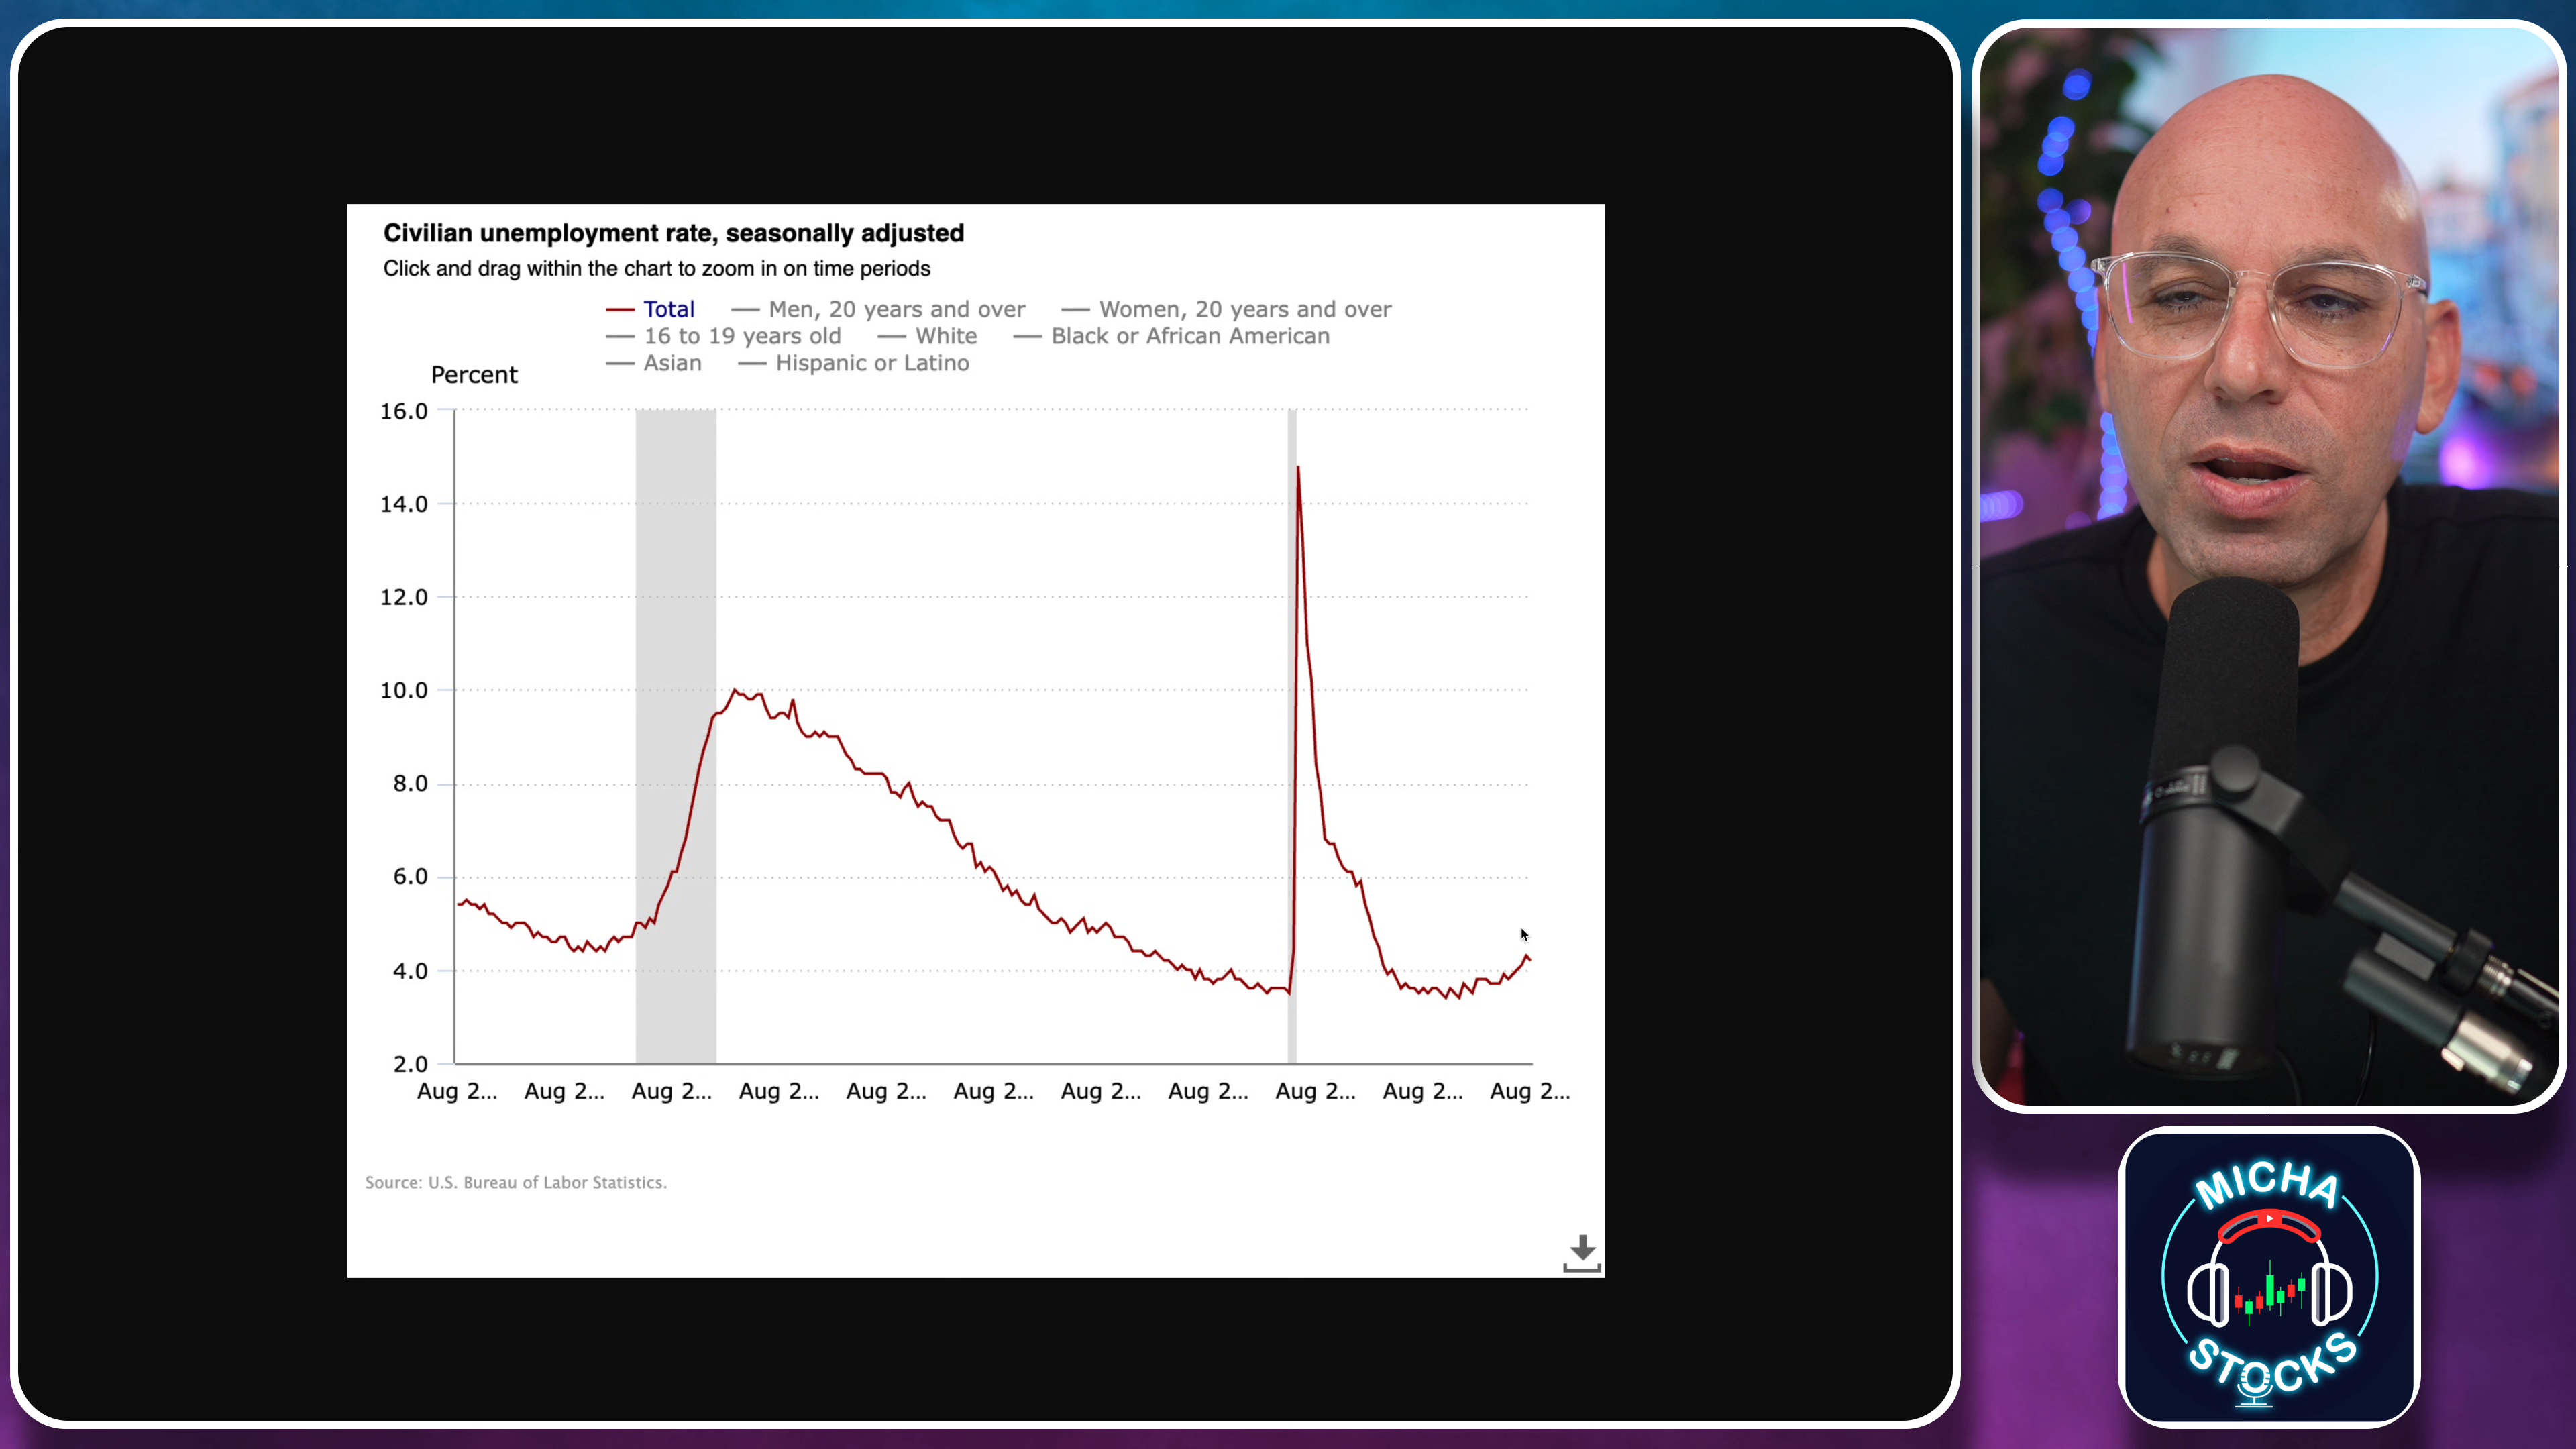 Civilian unemployment rate, seasonally adjusted
Click and drag within the chart to zoom in on time periods
Total Men, 20 years and over Women, 20 years and over
16 to 19 years old White Black or African American
Asian Hispanic or Latino
Percent
16.0
14.0
12.0
10.0
8.0
6.0
4.0
2.0
Aug 2... Aug 2... Aug 2... Aug 2... Aug 2... Aug 2... Aug 2... Aug 2... Aug 2... Aug 2... Aug 2...
Source: U.S. Bureau of Labor Statistics.
MICHA
STOCKS